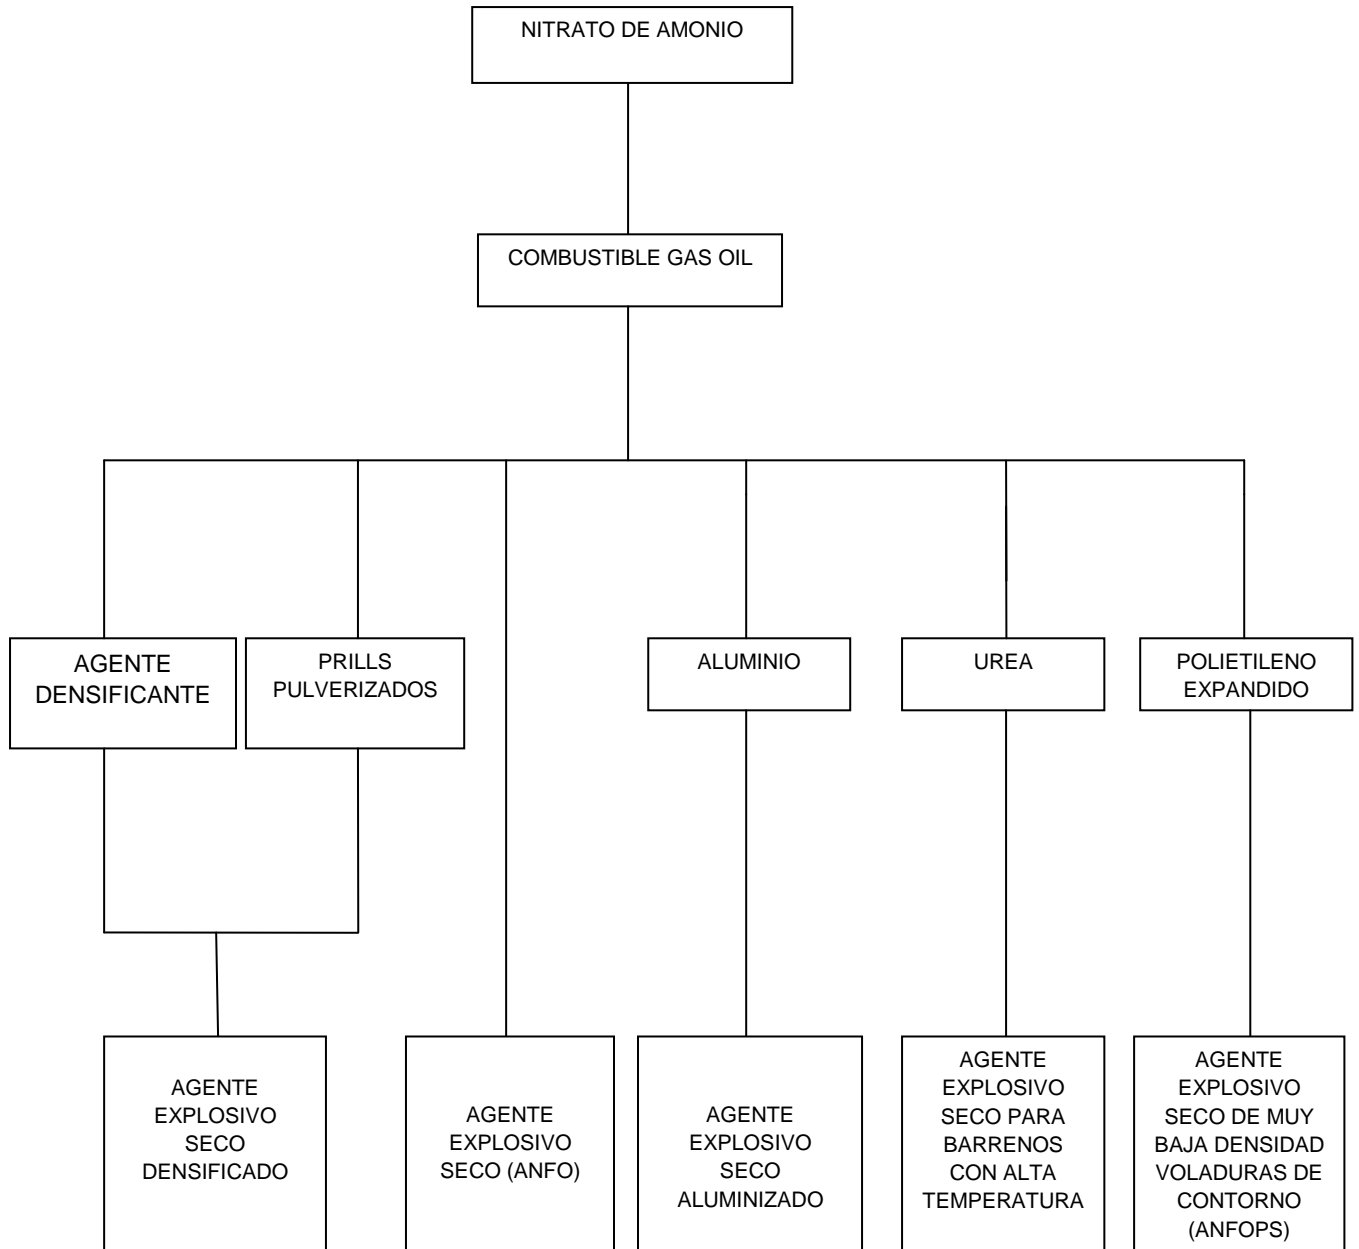 NITRATO DE AMONIO
COMBUSTIBLE GAS OIL
AGENTE
DENSIFICANTE
PRILLS
PULVERIZADOS
ALUMINIO
UREA
POLIETILENO
EXPANDIDO
AGENTE
EXPLOSIVO
SECO
DENSIFICADO
AGENTE
EXPLOSIVO
SECO (ANFO)
AGENTE
EXPLOSIVO
SECO
ALUMINIZADO
AGENTE
EXPLOSIVO
SECO PARA
BARRENOS
CON ALTA
TEMPERATURA
AGENTE
EXPLOSIVO
SECO DE MUY
BAJA DENSIDAD
VOLADURAS DE
CONTORNO
(ANFOPS)